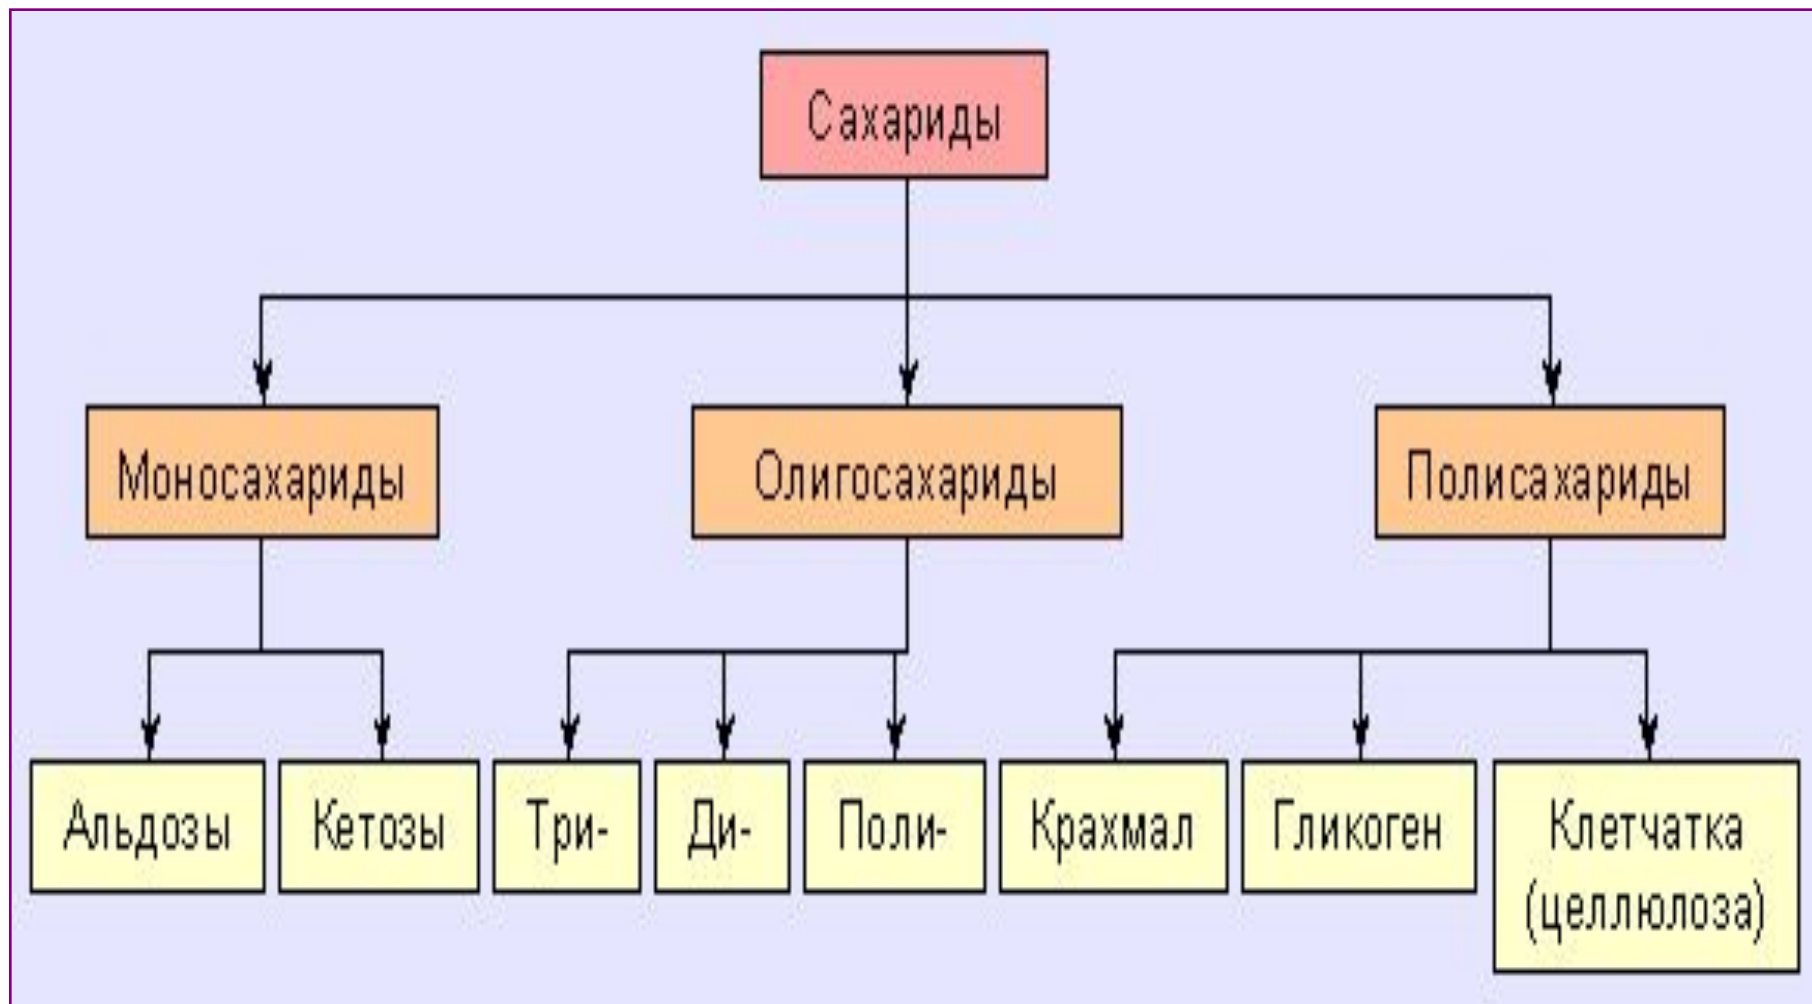 Сахариды
Моносахариды
Олигосахариды
Полисахариды
Альдозы
Кетозы
Три-
Ди-
Поли-
Крахмал
Гликоген
Клетчатка
(целлюлоза)